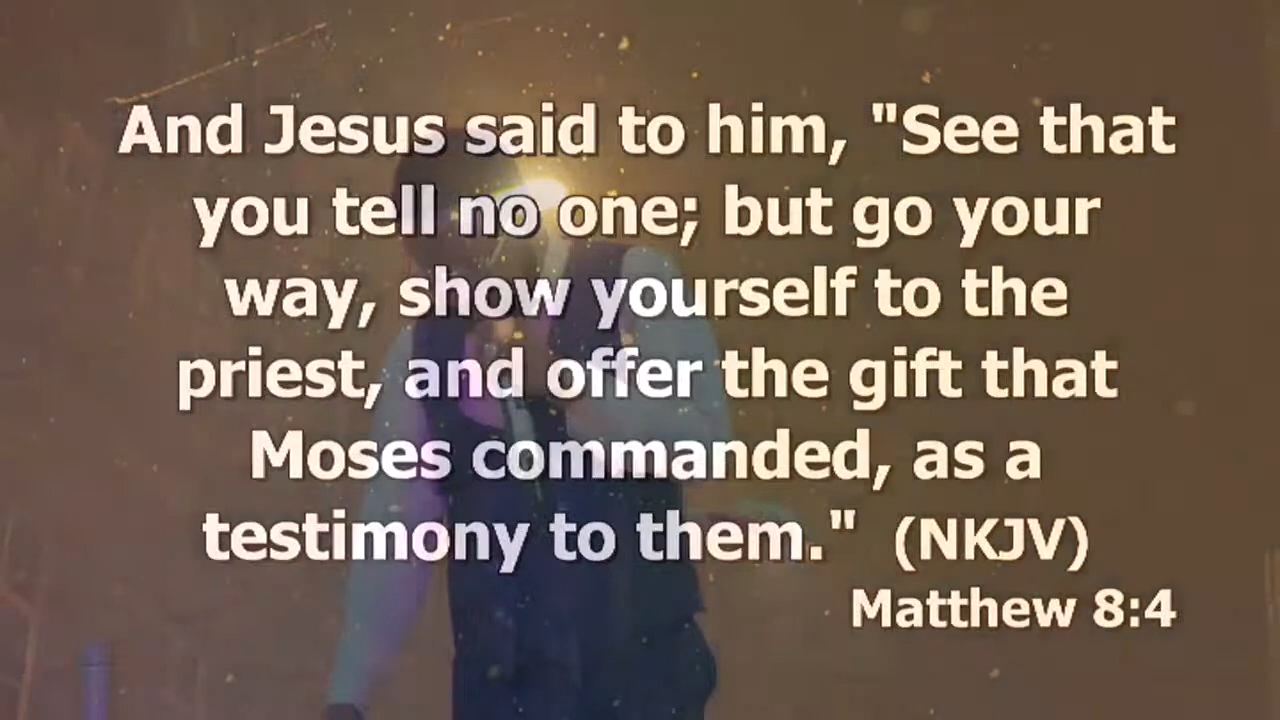 And Jesus said to him, "See that
you tell no one; but go your
way, show yourself to the
priest, and offer the gift that
Moses commanded, as a
testimony to them." (NKJV)
Matthew 8:4